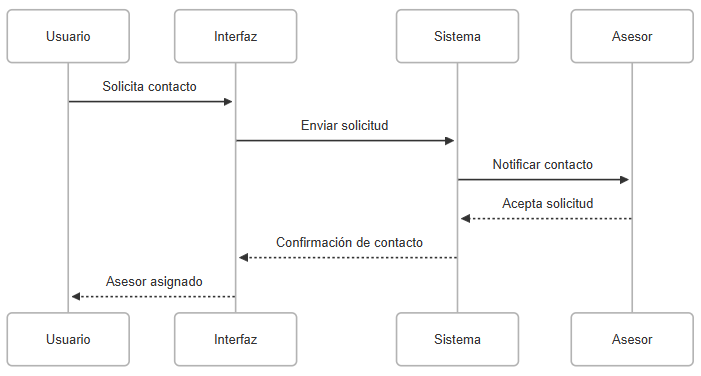 Usuario
Interfaz
Sistema
Asesor
Solicita contacto
Enviar solicitud
Notificar contacto
Acepta solicitud
Confirmación de contacto
Asesor asignado
Usuario
Interfaz
Sistema
Asesor